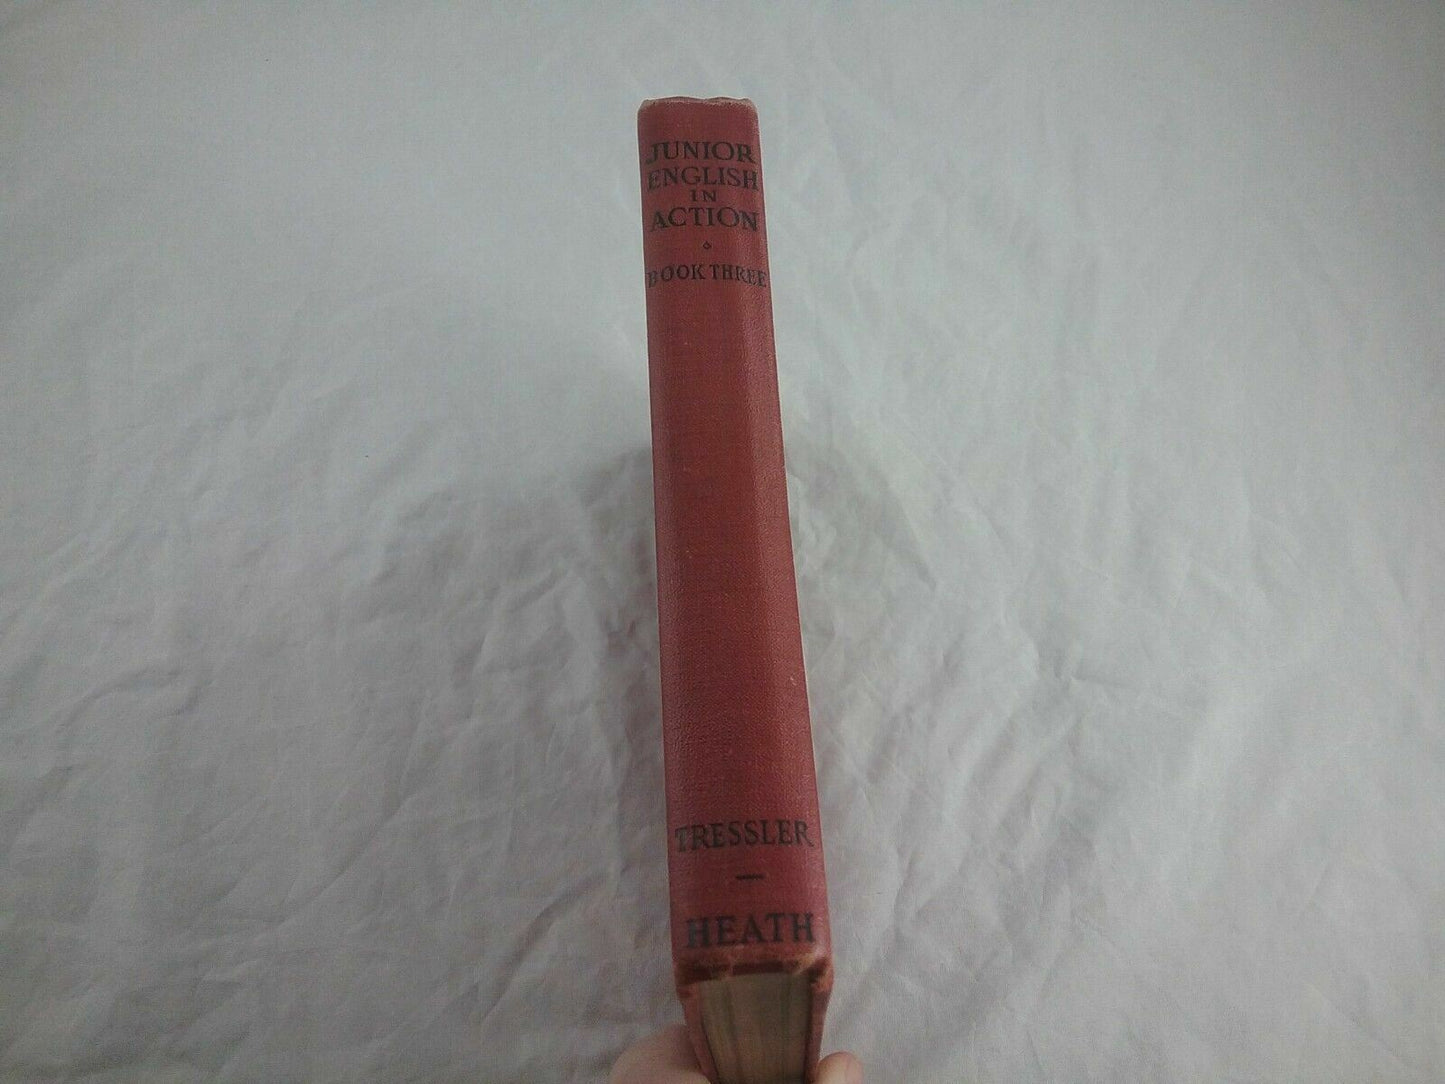 JUNIOR
ENGLISH
IN
ACTION
BOOK THREE
TRESSLER
HEATH